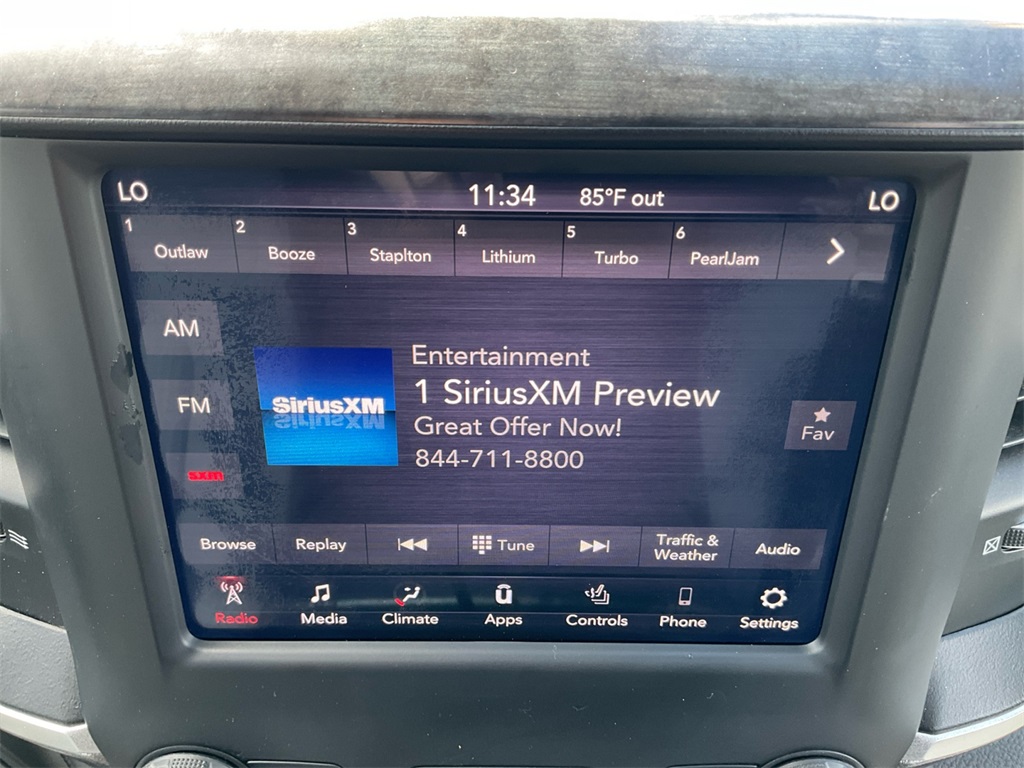 LO 11:34 85°F out LO
1 Outlaw 2 Booze 3 Staplton 4 Lithium 5 Turbo 6 PearlJam
AM
FM
sxm
SiriusXM
Entertainment
1 SiriusXM Preview
Great Offer Now!
844-711-8800
Fav
Browse Replay Tune Traffic & Weather Audio
Radio Media Climate Apps Controls Phone Settings